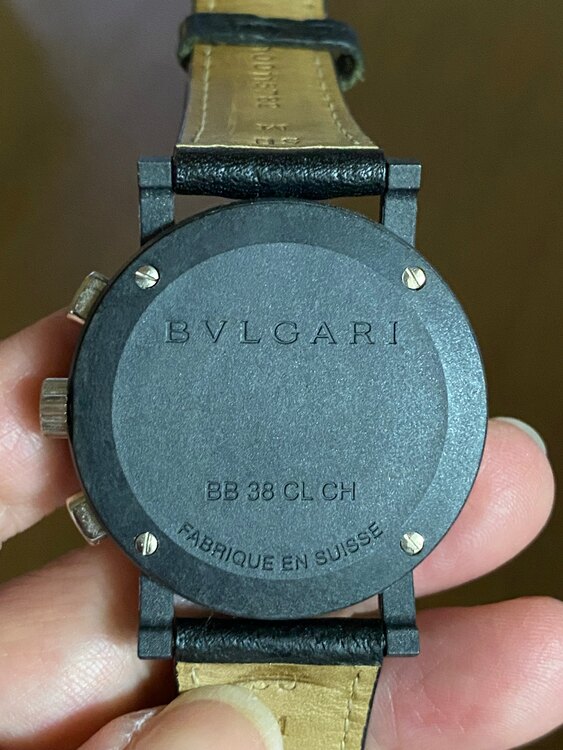 BVLGARI
BB 38 CL CH
FABRIQUE EN SUISSE